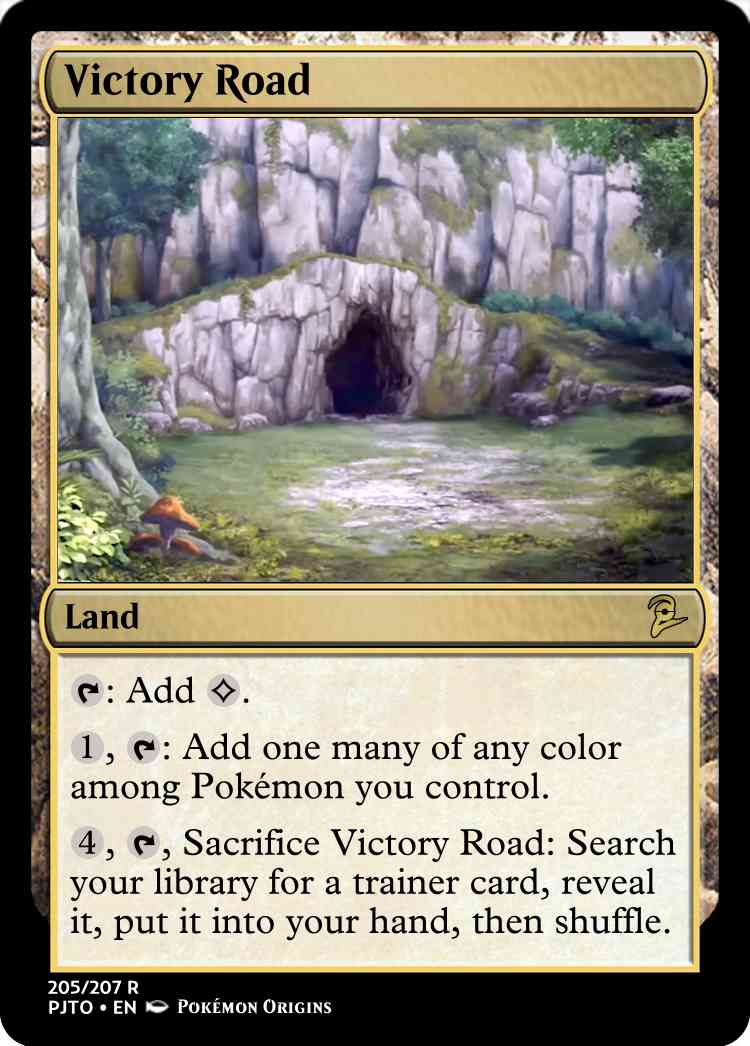 Victory Road
Land
: Add .
1, : Add one many of any color
among Pokémon you control.
4, , Sacrifice Victory Road: Search
your library for a trainer card, reveal
it, put it into your hand, then shuffle.
205/207 R
PJTO • EN Pokémon Origins